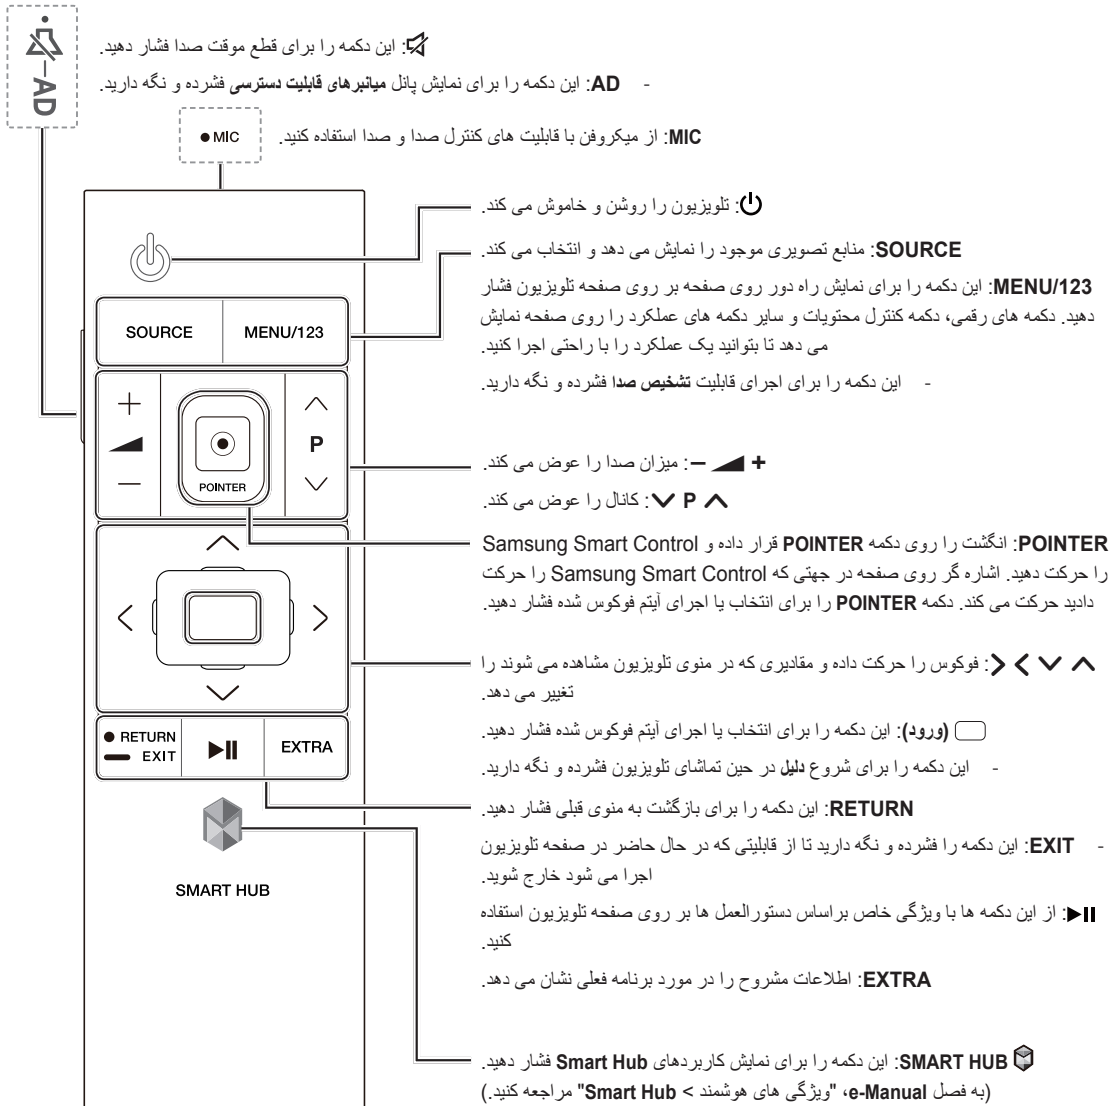 AD
: این دکمه را برای قطع موقت صدا فشار دهید.
- AD: این دکمه را برای نمایش پانل میانبرهای قابلیت دسترسی فشرده و نگه دارید.
MIC
MIC: از میکروفن با قابلیت های کنترل صدا و صدا استفاده کنید.
: تلویزیون را روشن و خاموش می کند.
SOURCE: منابع تصویری موجود را نمایش می دهد و انتخاب می کند.
MENU/123: این دکمه را برای نمایش راه دور روی صفحه بر روی صفحه تلویزیون فشار
دهید. دکمه های رقمی، دکمه کنترل محتویات و سایر دکمه های عملکرد را روی صفحه نمایش
می دهد تا بتوانید یک عملکرد را با راحتی اجرا کنید.
- این دکمه را برای اجرای قابلیت تشخیص صدا فشرده و نگه دارید.
SOURCE
MENU/123
+
—
P
POINTER
+ –: میزان صدا را عوض می کند.
P: کانال را عوض می کند.
POINTER: انگشت را روی دکمه POINTER قرار داده و Samsung Smart Control
را حرکت دهید. اشاره گر روی صفحه در جهتی که Samsung Smart Control را حرکت
دادید حرکت می کند. دکمه POINTER را برای انتخاب یا اجرای آیتم فوکوس شده فشار دهید.
: فوکوس را حرکت داده و مقادیری که در منوی تلویزیون مشاهده می شوند را
تغییر می دهد.
(ورود): این دکمه را برای انتخاب یا اجرای آیتم فوکوس شده فشار دهید.
- این دکمه را برای شروع دلیل در حین تماشای تلویزیون فشرده و نگه دارید.
RETURN
EXIT
EXTRA
RETURN: این دکمه را برای بازگشت به منوی قبلی فشار دهید.
- EXIT: این دکمه را فشرده و نگه دارید تا از قابلیتی که در حال حاضر در صفحه تلویزیون
اجرا می شود خارج شوید.
: از این دکمه ها با ویژگی خاص براساس دستورالعمل ها بر روی صفحه تلویزیون استفاده
کنید.
EXTRA: اطلاعات مشروح را در مورد برنامه فعلی نشان می دهد.
SMART HUB
SMART HUB: این دکمه را برای نمایش کاربردهای Smart Hub فشار دهید.
(به فصل e-Manual، "ویژگی های هوشمند > Smart Hub" مراجعه کنید.)